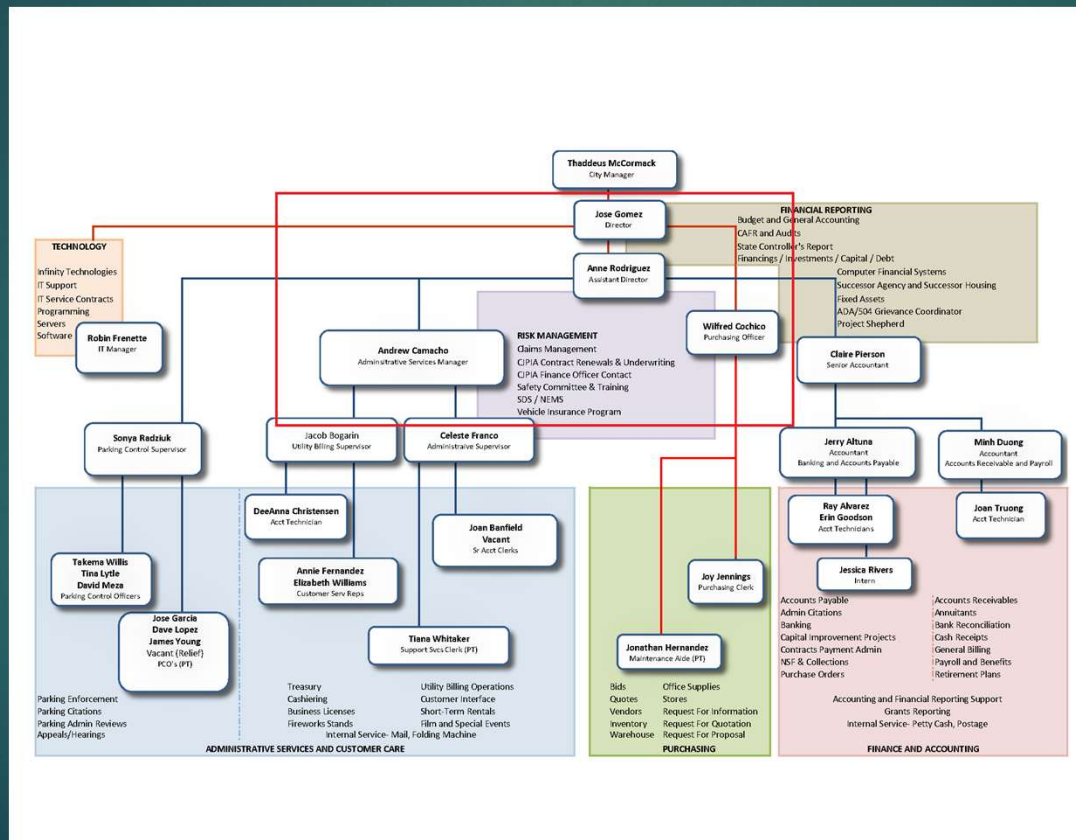 Thaddeus McCormack
City Manager
Jose Gomez
Director
FINANCIAL REPORTING
Budget and General Accounting
CAFR and Audits
State Controller's Report
Financings / Investments / Capital / Debt
Computer Financial Systems
Successor Agency and Successor Housing
Fixed Assets
ADA/504 Grievance Coordinator
Project Shepherd
TECHNOLOGY
Infinity Technologies
IT Support
IT Service Contracts
Programming
Servers
Software
Robin Frenette
IT Manager
Anne Rodriguez
Assistant Director
Andrew Camacho
Adminsitrative Services Manager
RISK MANAGEMENT
Claims Management
CJPIA Contract Renewals & Underwriting
CJPIA Finance Officer Contact
Safety Committee & Training
SDS / NEMS
Vehicle Insurance Program
Wilfred Cochico
Purchasing Officer
Claire Pierson
Senior Accountant
Sonya Radziuk
Parking Control Supervisor
Jacob Bogarin
Utility Billing Supervisor
Celeste Franco
Administraive Supervisor
Jerry Altuna
Accountant
Banking and Accounts Payable
Minh Duong
Accountant
Accounts Receivable and Payroll
DeeAnna Christensen
Acct Technician
Joan Banfield
Vacant
Sr Acct Clerks
Ray Alvarez
Erin Goodson
Acct Technicians
Joan Truong
Acct Technician
Takema Willis
Tina Lytle
David Meza
Parking Control Officers
Annie Fernandez
Elizabeth Williams
Customer Serv Reps
Joy Jennings
Purchasing Clerk
Jessica Rivers
Intern
Jose Garcia
Dave Lopez
James Young
Vacant (Relief)
PCO's (PT)
Tiana Whitaker
Support Svcs Clerk (PT)
Jonathan Hernandez
Maintenance Aide (PT)
Parking Enforcement
Parking Citations
Parking Admin Reviews
Appeals/Hearings
Treasury
Cashiering
Business Licenses
Fireworks Stands
Utility Billing Operations
Customer Interface
Short-Term Rentals
Film and Special Events
Internal Service- Mail, Folding Machine
ADMINISTRATIVE SERVICES AND CUSTOMER CARE
Bids
Quotes
Vendors
Inventory
Warehouse
Office Supplies
Stores
Request For Information
Request For Quotation
Request For Proposal
PURCHASING
Accounts Payable
Admin Citations
Banking
Capital Improvement Projects
Contracts Payment Admin
NSF & Collections
Purchase Orders
Accounts Receivables
Annuitants
Bank Reconciliation
Cash Receipts
General Billing
Payroll and Benefits
Retirement Plans
Accounting and Financial Reporting Support
Grants Reporting
Internal Service- Petty Cash, Postage
FINANCE AND ACCOUNTING